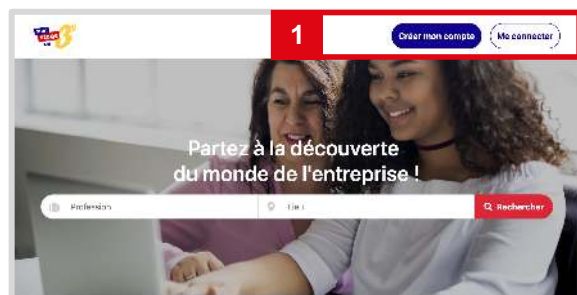 1
Créer mon compte
Me connecter
Partez à la découverte
du monde de l'entreprise !
Profession
Lieu
Rechercher